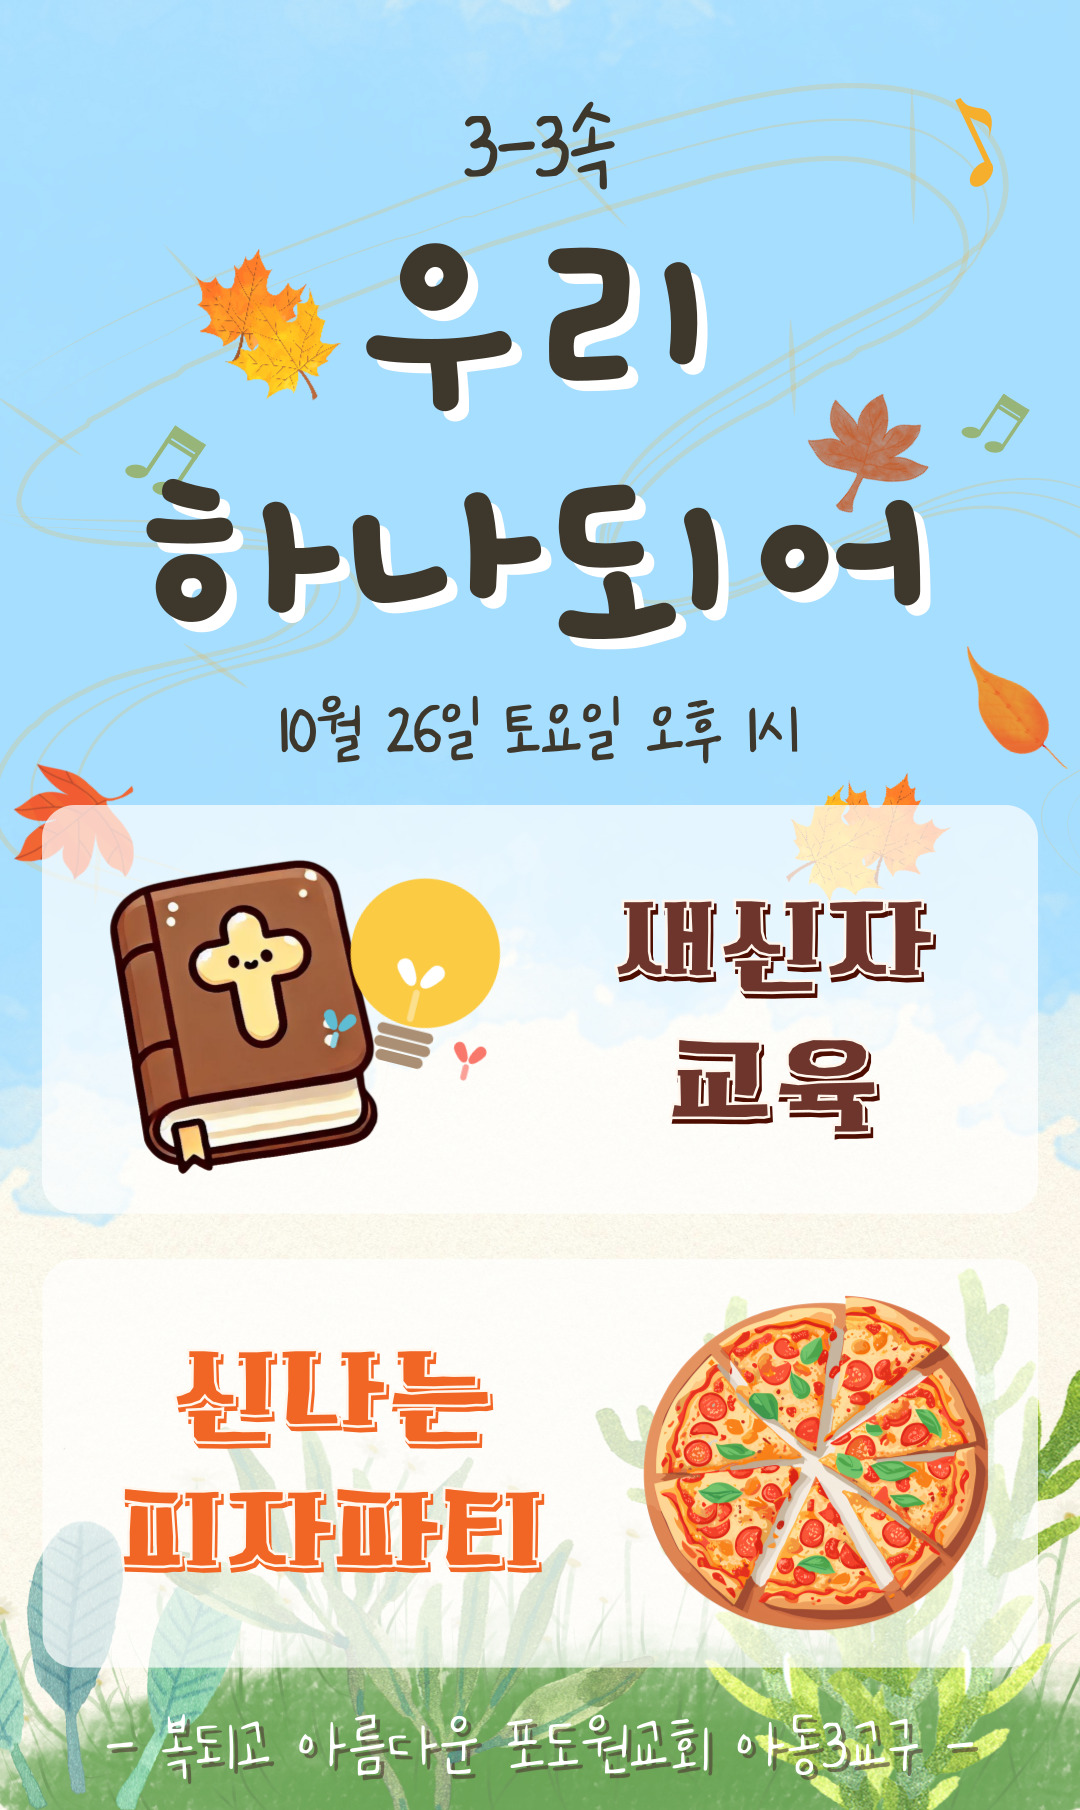 3-3속
우리
하나되어
10월 26일 토요일 오후 1시
새신자
교육
신나는
피자파티
- 복되고 아름다운 포도원교회 아동3교구 -